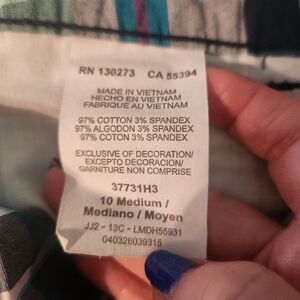 RN 130273 CA 55394
MADE IN VIETNAM
HECHO EN VIETNAM
FABRIQUE AU VIETNAM
97% COTTON 3% SPANDEX
97% ALGODON 3% SPANDEX
97% COTON 3% SPANDEX
EXCLUSIVE OF DECORATION/
EXCEPTO DECORACION/
GARNITURE NON COMPRISE
37731H3
10 Medium /
Mediano / Moyen
JJ2 - 13C - LMDH55931
040326039315